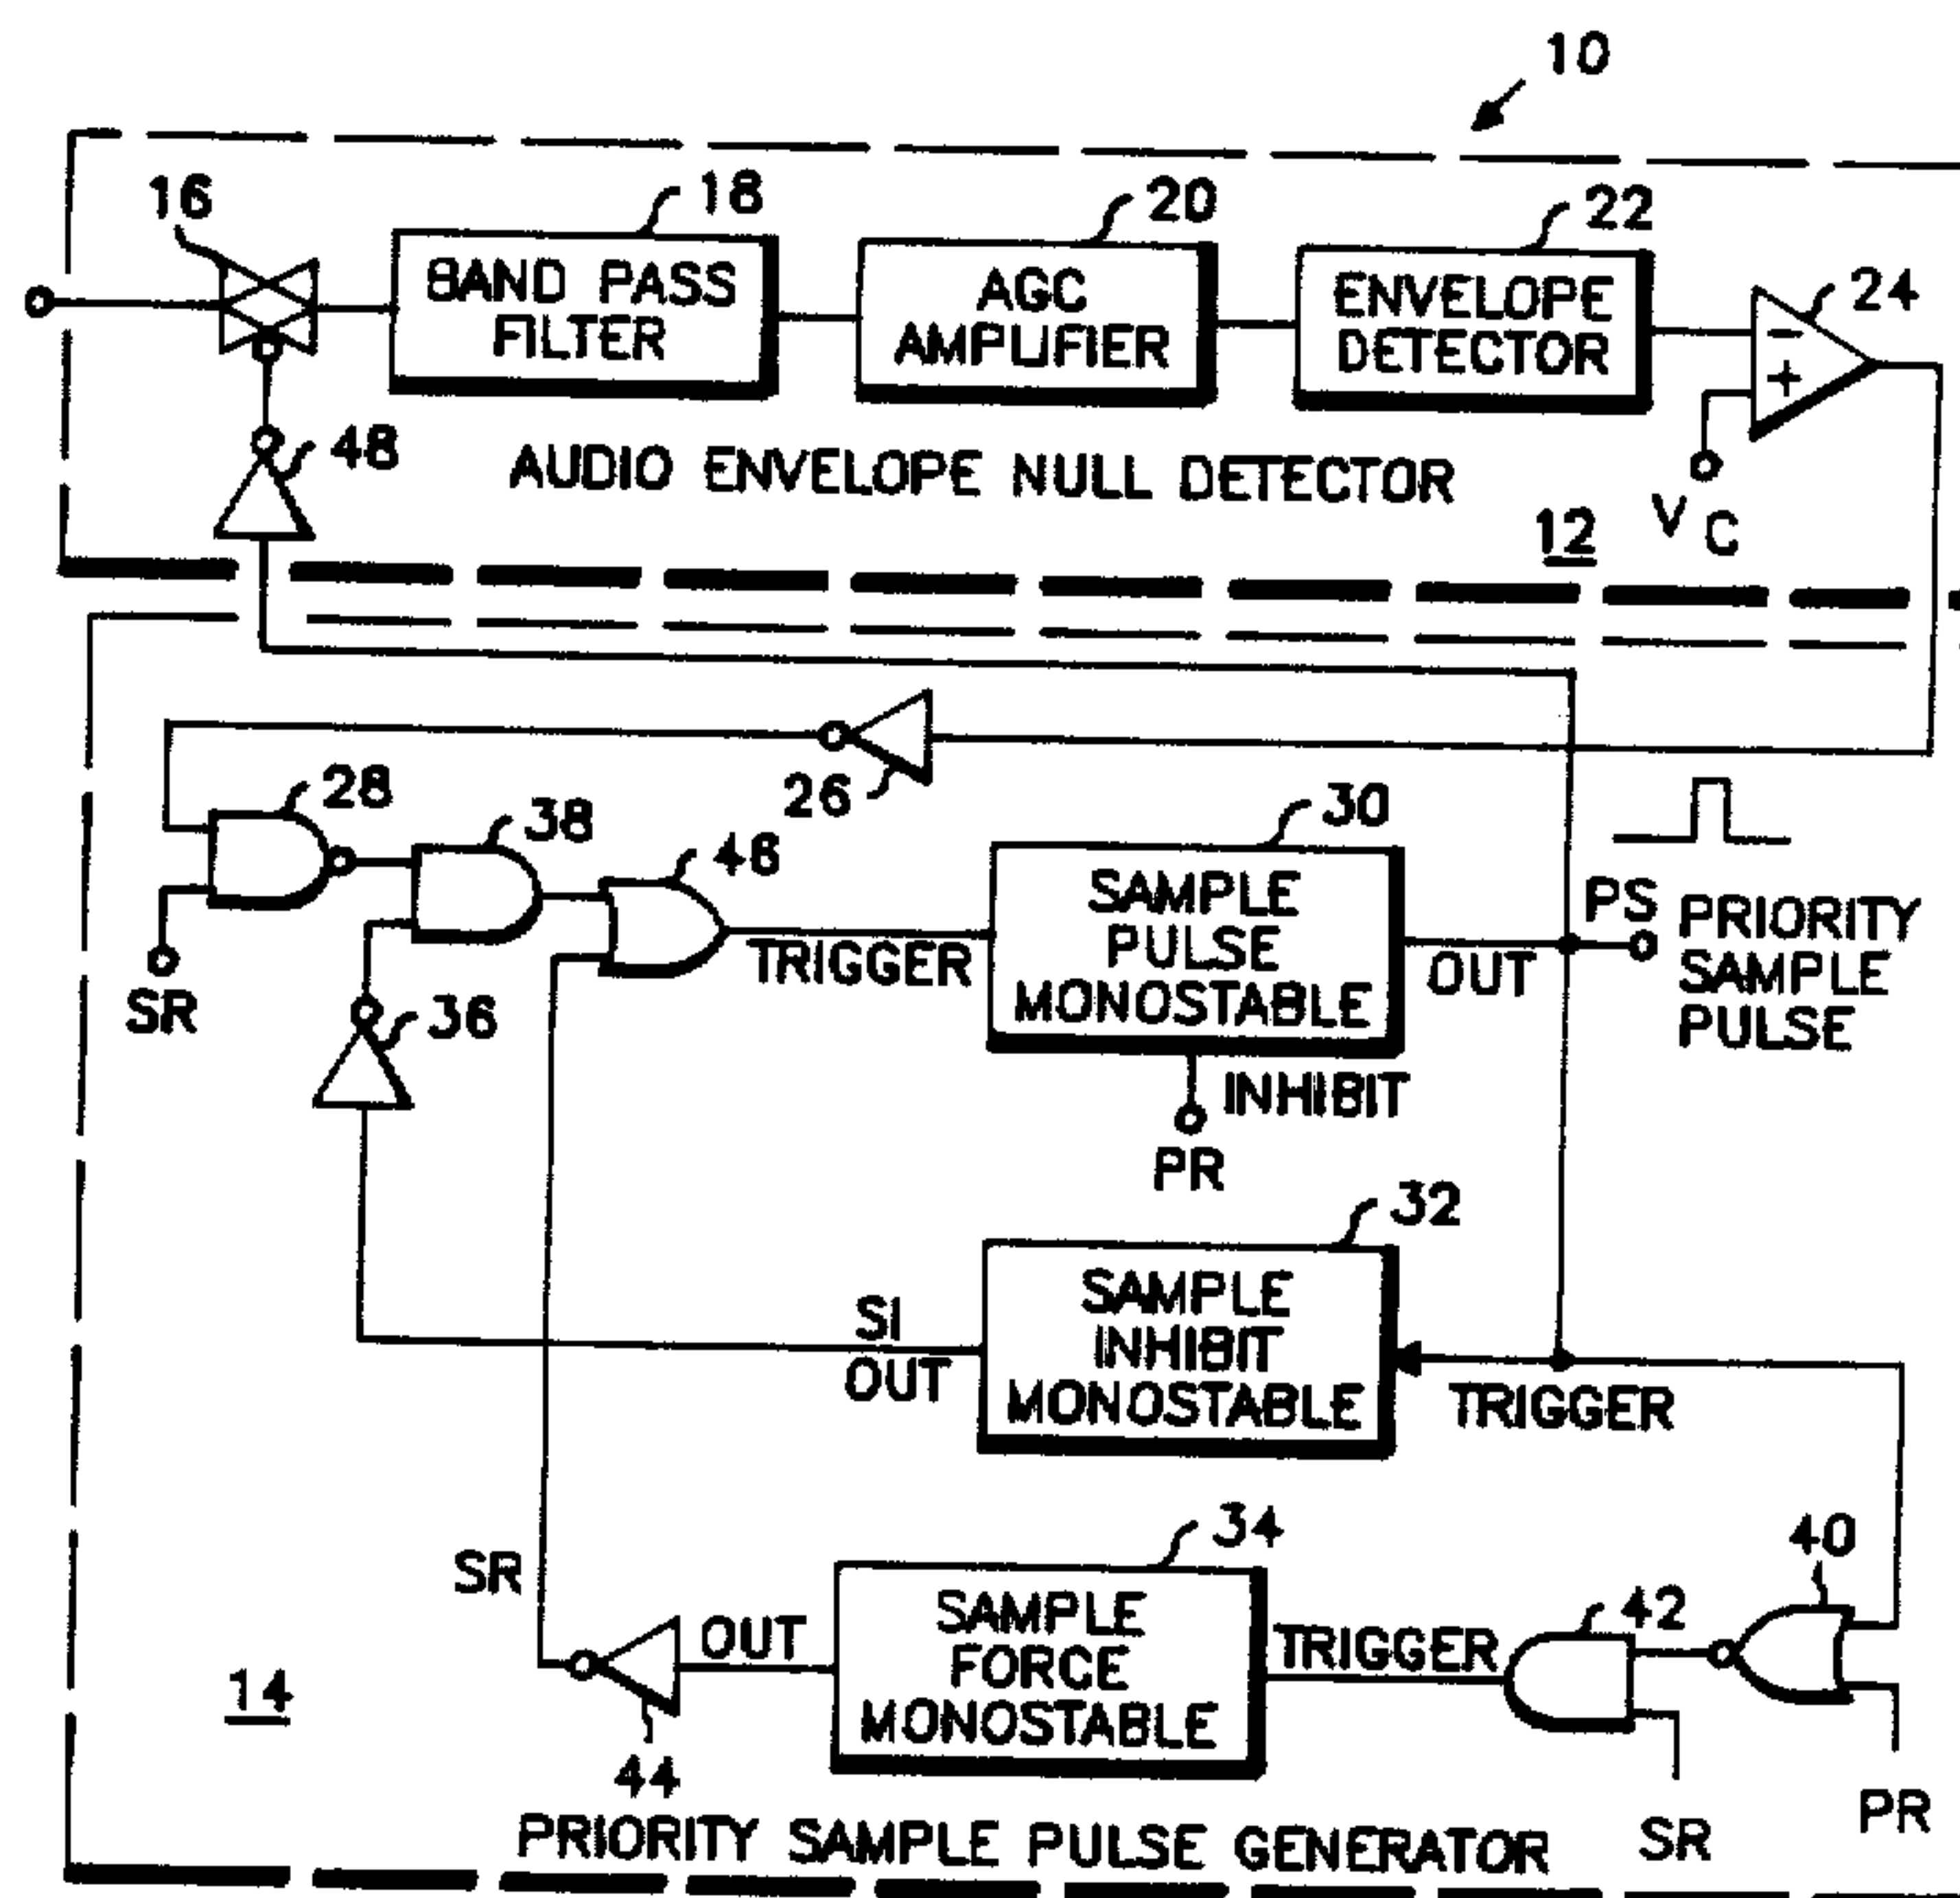 10
16
18
20
22
24
BAND PASS
FILTER
AGC
AMPLIFIER
ENVELOPE
DETECTOR
−
+
48
AUDIO ENVELOPE NULL DETECTOR
12
V C
28
38
46
26
30
SAMPLE
PULSE
MONOSTABLE
TRIGGER
OUT
PS
PRIORITY
SAMPLE
PULSE
SR
36
INHIBIT
PR
32
SAMPLE
INHIBIT
MONOSTABLE
SI
OUT
TRIGGER
34
40
SR
OUT
SAMPLE
FORCE
MONOSTABLE
TRIGGER
42
14
44
PRIORITY SAMPLE PULSE GENERATOR
SR
PR